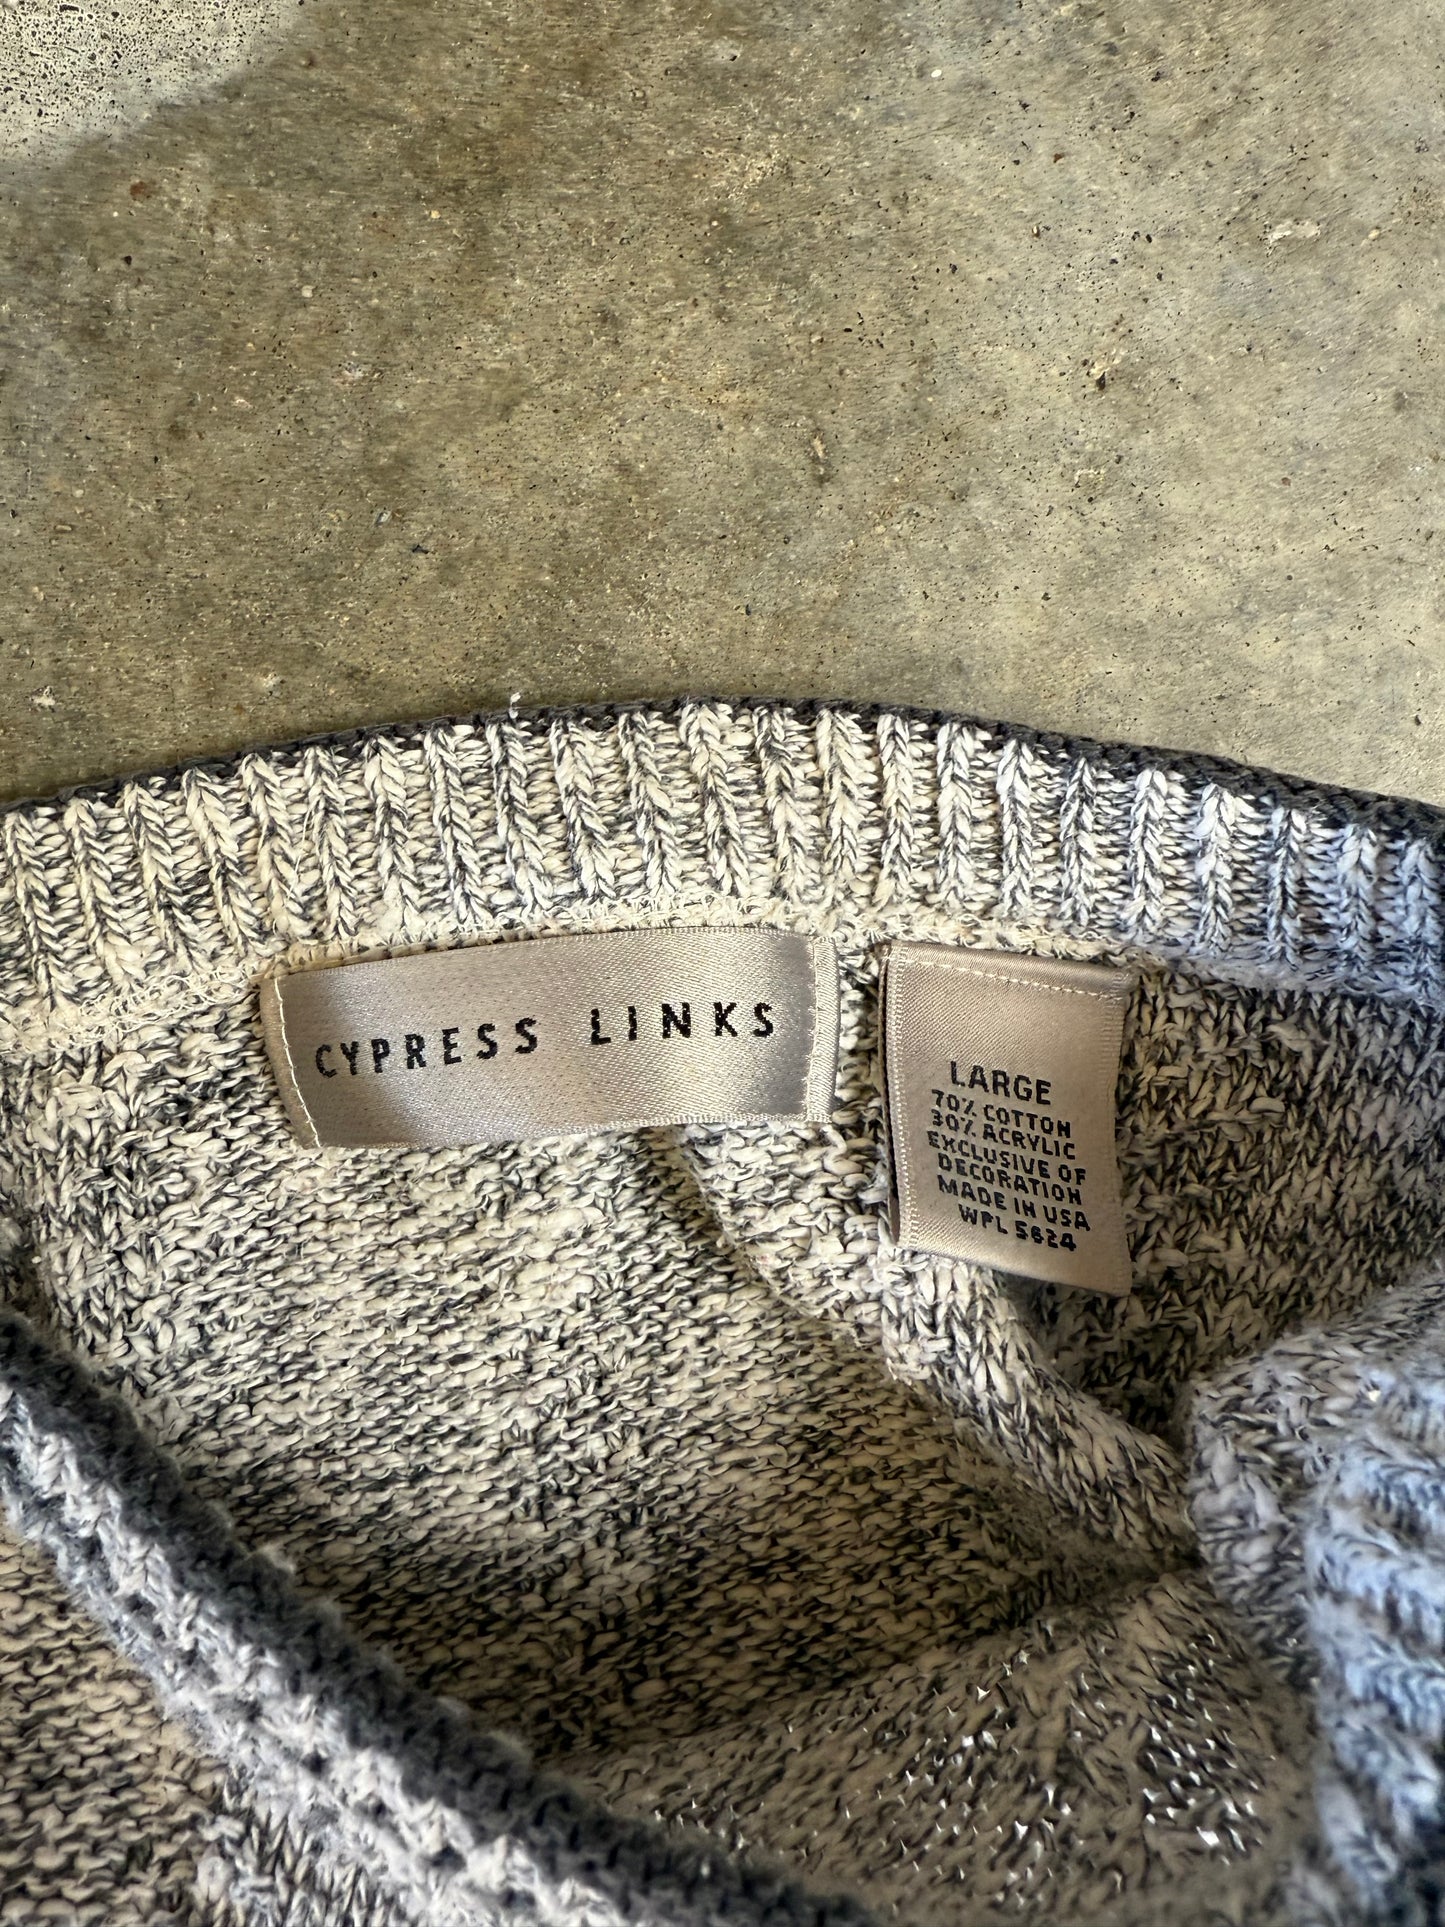 CYPRESS LINKS
LARGE
70% COTTON
30% ACRYLIC
EXCLUSIVE OF
DECORATION
MADE IN USA
WPL 5624